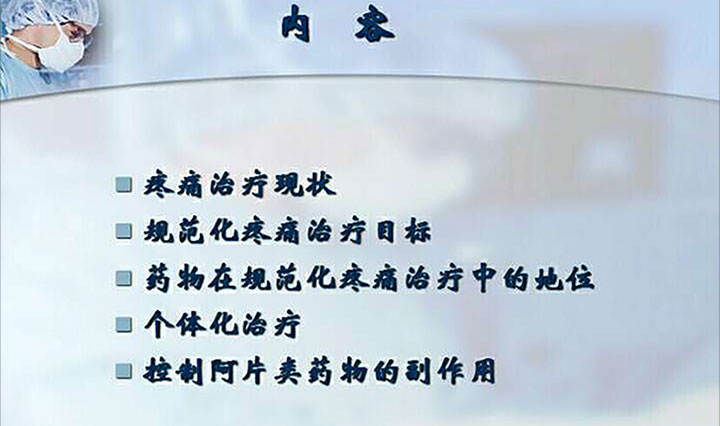 内 容
疼痛治疗现状
规范化疼痛治疗目标
药物在规范化疼痛治疗中的地位
个体化治疗
控制阿片类药物的副作用